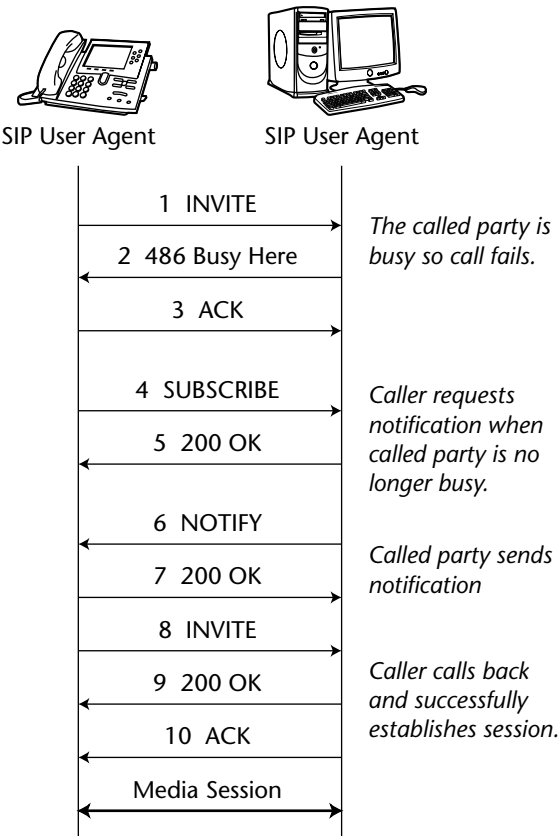 SIP User Agent
SIP User Agent
1 INVITE
The called party is
busy so call fails.
2 486 Busy Here
3 ACK
4 SUBSCRIBE
Caller requests
notification when
called party is no
longer busy.
5 200 OK
6 NOTIFY
Called party sends
notification
7 200 OK
8 INVITE
Caller calls back
and successfully
establishes session.
9 200 OK
10 ACK
Media Session